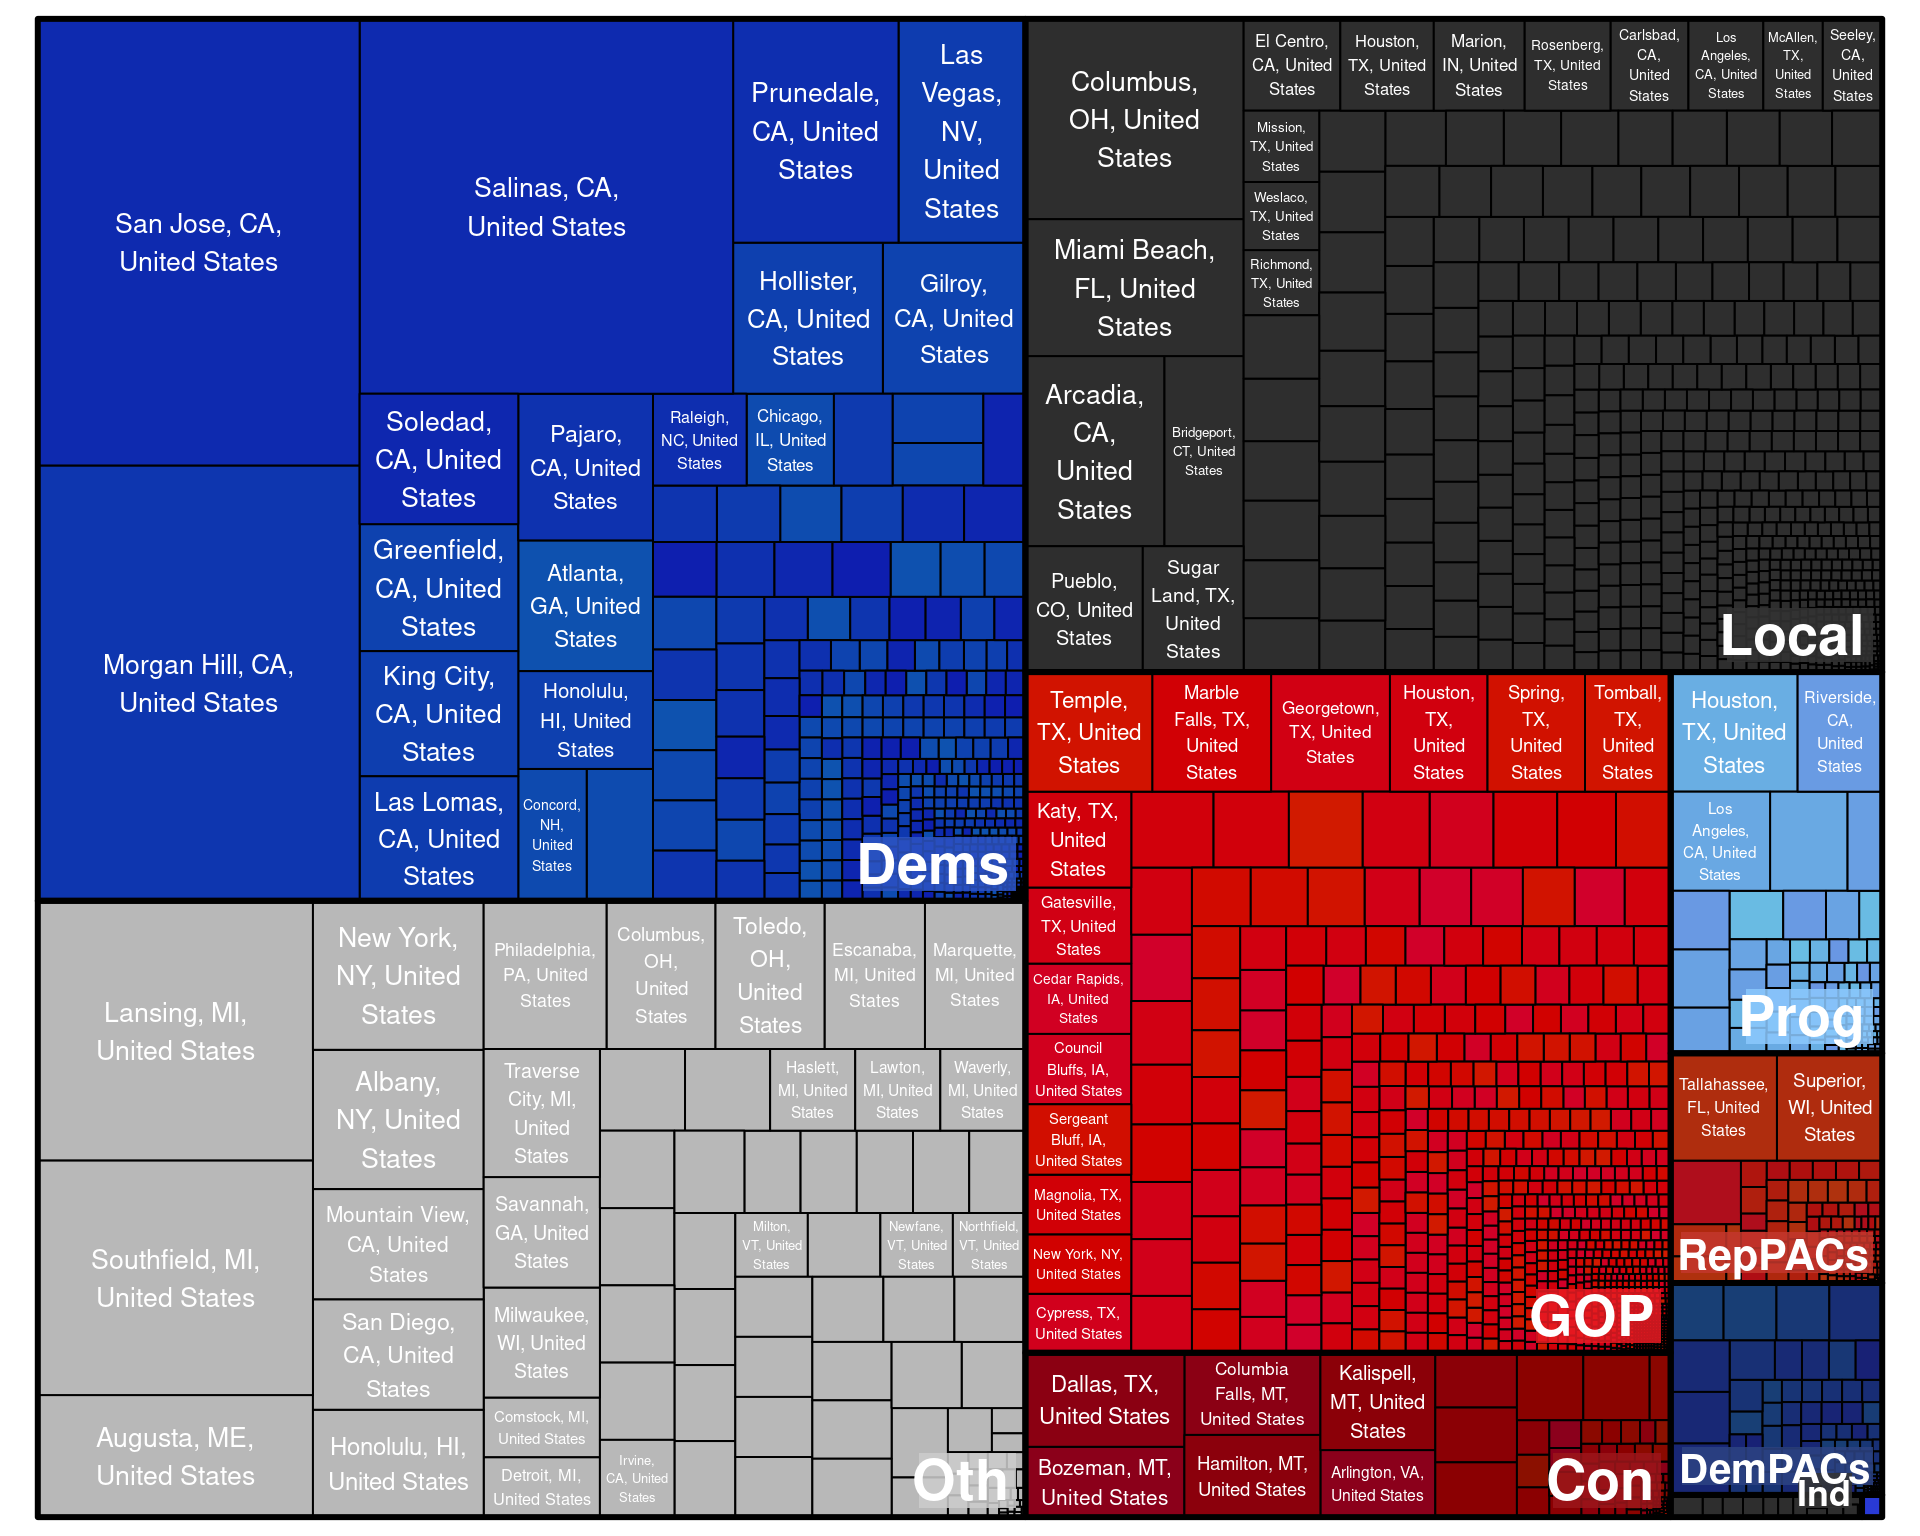 San Jose, CA,
United States
Morgan Hill, CA,
United States
Salinas, CA,
United States
Prunedale,
CA, United
States
Las
Vegas,
NV,
United
States
Hollister,
CA, United
States
Gilroy,
CA, United
States
Soledad,
CA, United
States
Greenfield,
CA, United
States
King City,
CA, United
States
Las Lomas,
CA, United
States
Pajaro,
CA, United
States
Atlanta,
GA, United
States
Honolulu,
HI, United
States
Concord,
NH,
United
States
Raleigh,
NC, United
States
Chicago,
IL, United
States
Dems
Columbus,
OH, United
States
Miami Beach,
FL, United
States
Arcadia,
CA,
United
States
Bridgeport,
CT, United
States
Pueblo,
CO, United
States
Sugar
Land, TX,
United
States
El Centro,
CA, United
States
Houston,
TX, United
States
Marion,
IN, United
States
Rosenberg,
TX, United
States
Carlsbad,
CA,
United
States
Los
Angeles,
CA, United
States
McAllen,
TX,
United
States
Seeley,
CA,
United
States
Mission,
TX, United
States
Weslaco,
TX, United
States
Richmond,
TX, United
States
Local
Lansing, MI,
United States
Southfield, MI,
United States
Augusta, ME,
United States
New York,
NY, United
States
Albany,
NY, United
States
Mountain View,
CA, United
States
San Diego,
CA, United
States
Honolulu, HI,
United States
Philadelphia,
PA, United
States
Columbus,
OH,
United
States
Toledo,
OH,
United
States
Escanaba,
MI, United
States
Marquette,
MI, United
States
Traverse
City, MI,
United
States
Savannah,
GA, United
States
Milwaukee,
WI, United
States
Comstock, MI,
United States
Detroit, MI,
United States
Haslett,
MI, United
States
Lawton,
MI, United
States
Waverly,
MI, United
States
Milton,
VT, United
States
Newfane,
VT, United
States
Northfield,
VT, United
States
Irvine,
CA, United
States
Oth
Temple,
TX, United
States
Marble
Falls, TX,
United
States
Georgetown,
TX, United
States
Houston,
TX,
United
States
Spring,
TX,
United
States
Tomball,
TX,
United
States
Katy, TX,
United
States
Gatesville,
TX, United
States
Cedar Rapids,
IA, United
States
Council
Bluffs, IA,
United States
Sergeant
Bluff, IA,
United States
Magnolia, TX,
United States
New York, NY,
United States
Cypress, TX,
United States
GOP
Dallas, TX,
United States
Bozeman, MT,
United States
Columbia
Falls, MT,
United States
Hamilton, MT,
United States
Kalispell,
MT, United
States
Arlington, VA,
United States
Con
Houston,
TX, United
States
Riverside,
CA,
United
States
Los
Angeles,
CA, United
States
Prog
Tallahassee,
FL, United
States
Superior,
WI, United
States
RepPACs
DemPACs
Ind